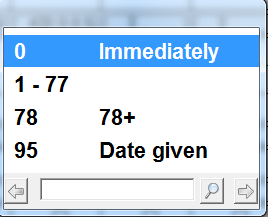 0 Immediately
1 - 77
78 78+
95 Date given